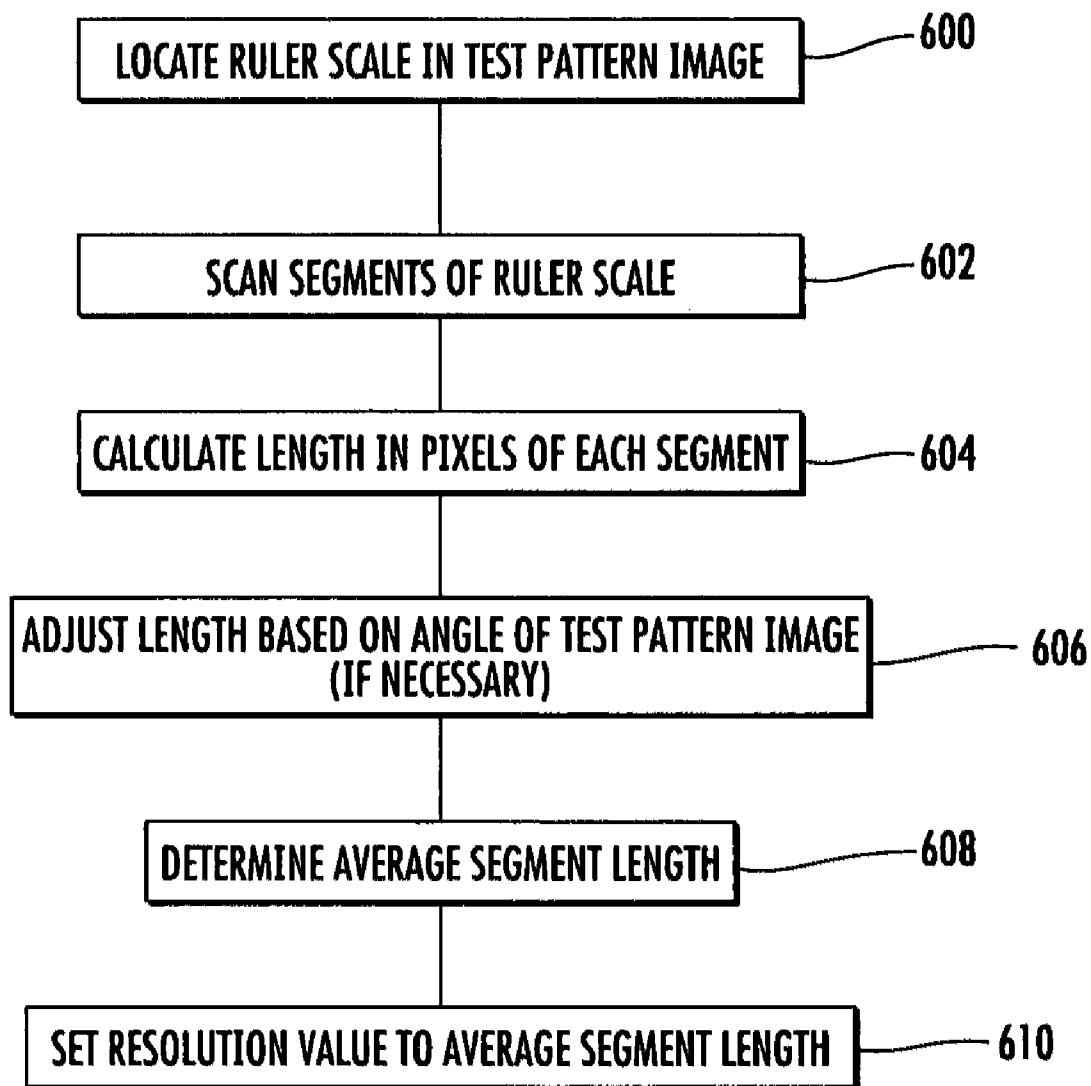 LOCATE RULER SCALE IN TEST PATTERN IMAGE
600
SCAN SEGMENTS OF RULER SCALE
602
CALCULATE LENGTH IN PIXELS OF EACH SEGMENT
604
ADJUST LENGTH BASED ON ANGLE OF TEST PATTERN IMAGE
(IF NECESSARY)
606
DETERMINE AVERAGE SEGMENT LENGTH
608
SET RESOLUTION VALUE TO AVERAGE SEGMENT LENGTH
610